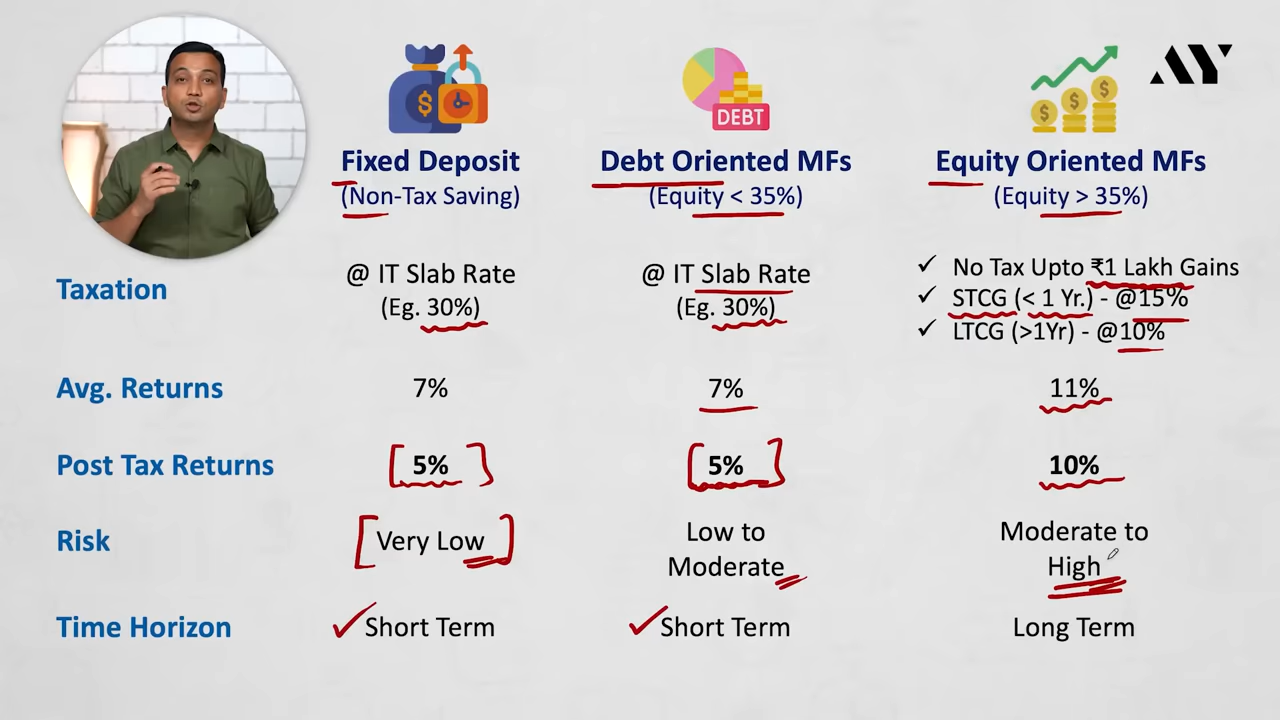 AY
DEBT
Fixed Deposit
(Non-Tax Saving)
Debt Oriented MFs
(Equity < 35%)
Equity Oriented MFs
(Equity > 35%)
Taxation
@ IT Slab Rate
(Eg. 30%)
@ IT Slab Rate
(Eg. 30%)
✓ No Tax Upto ₹1 Lakh Gains
✓ STCG (< 1 Yr.) - @15%
✓ LTCG (>1Yr) - @10%
Avg. Returns
7%
7%
11%
Post Tax Returns
5%
5%
10%
Risk
Very Low
Low to
Moderate
Moderate to
High
Time Horizon
Short Term
Short Term
Long Term